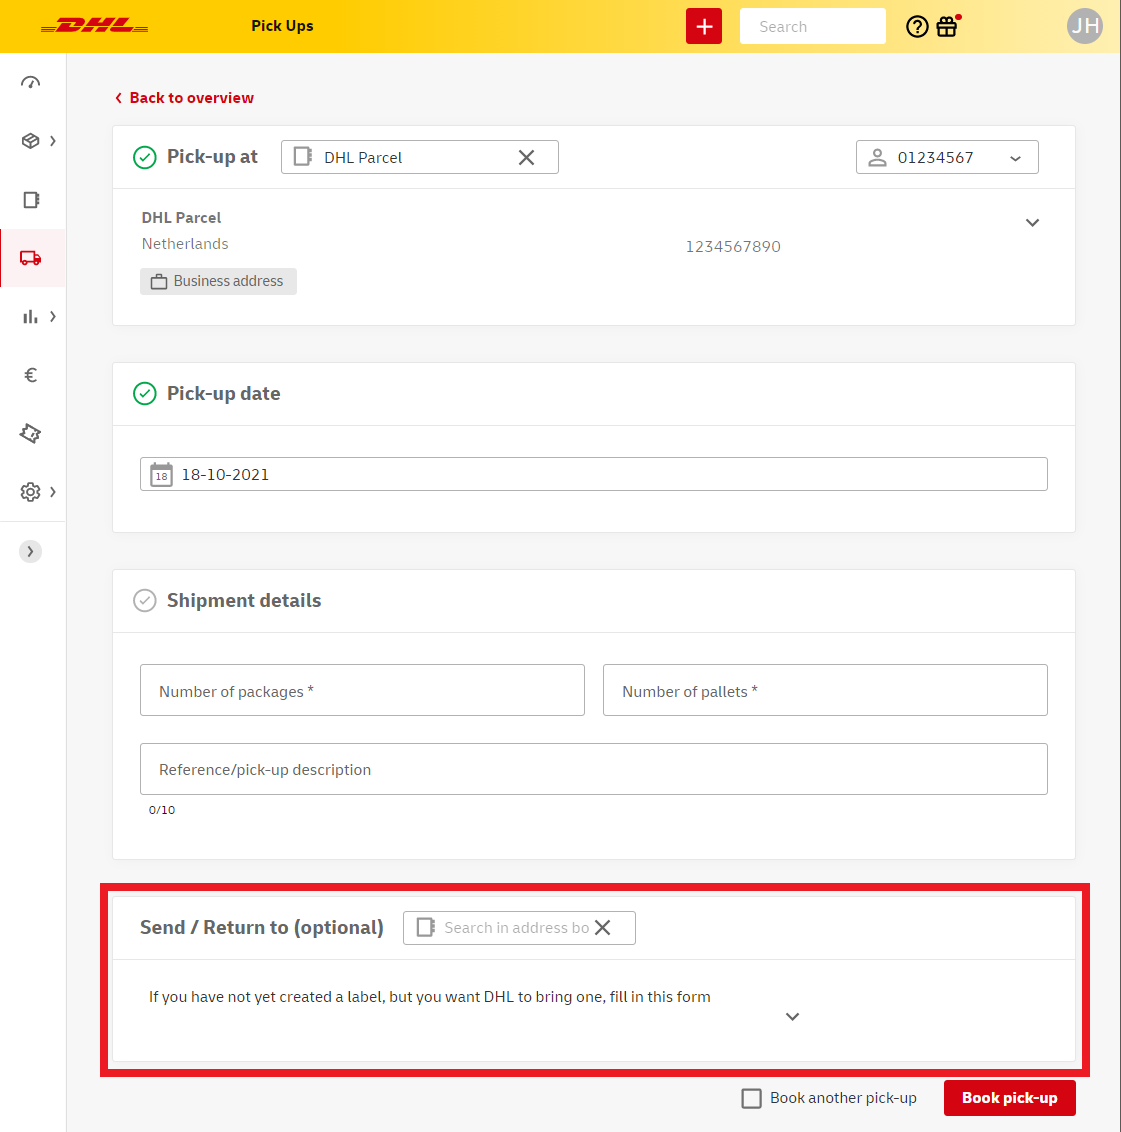 DHL
Pick Ups
Search
JH
Back to overview
Pick-up at
DHL Parcel
01234567
DHL Parcel
Netherlands
1234567890
Business address
Pick-up date
18
18-10-2021
€
Shipment details
Number of packages *
Number of pallets *
Reference/pick-up description
0/10
Send / Return to (optional)
Search in address bo
If you have not yet created a label, but you want DHL to bring one, fill in this form
Book another pick-up
Book pick-up